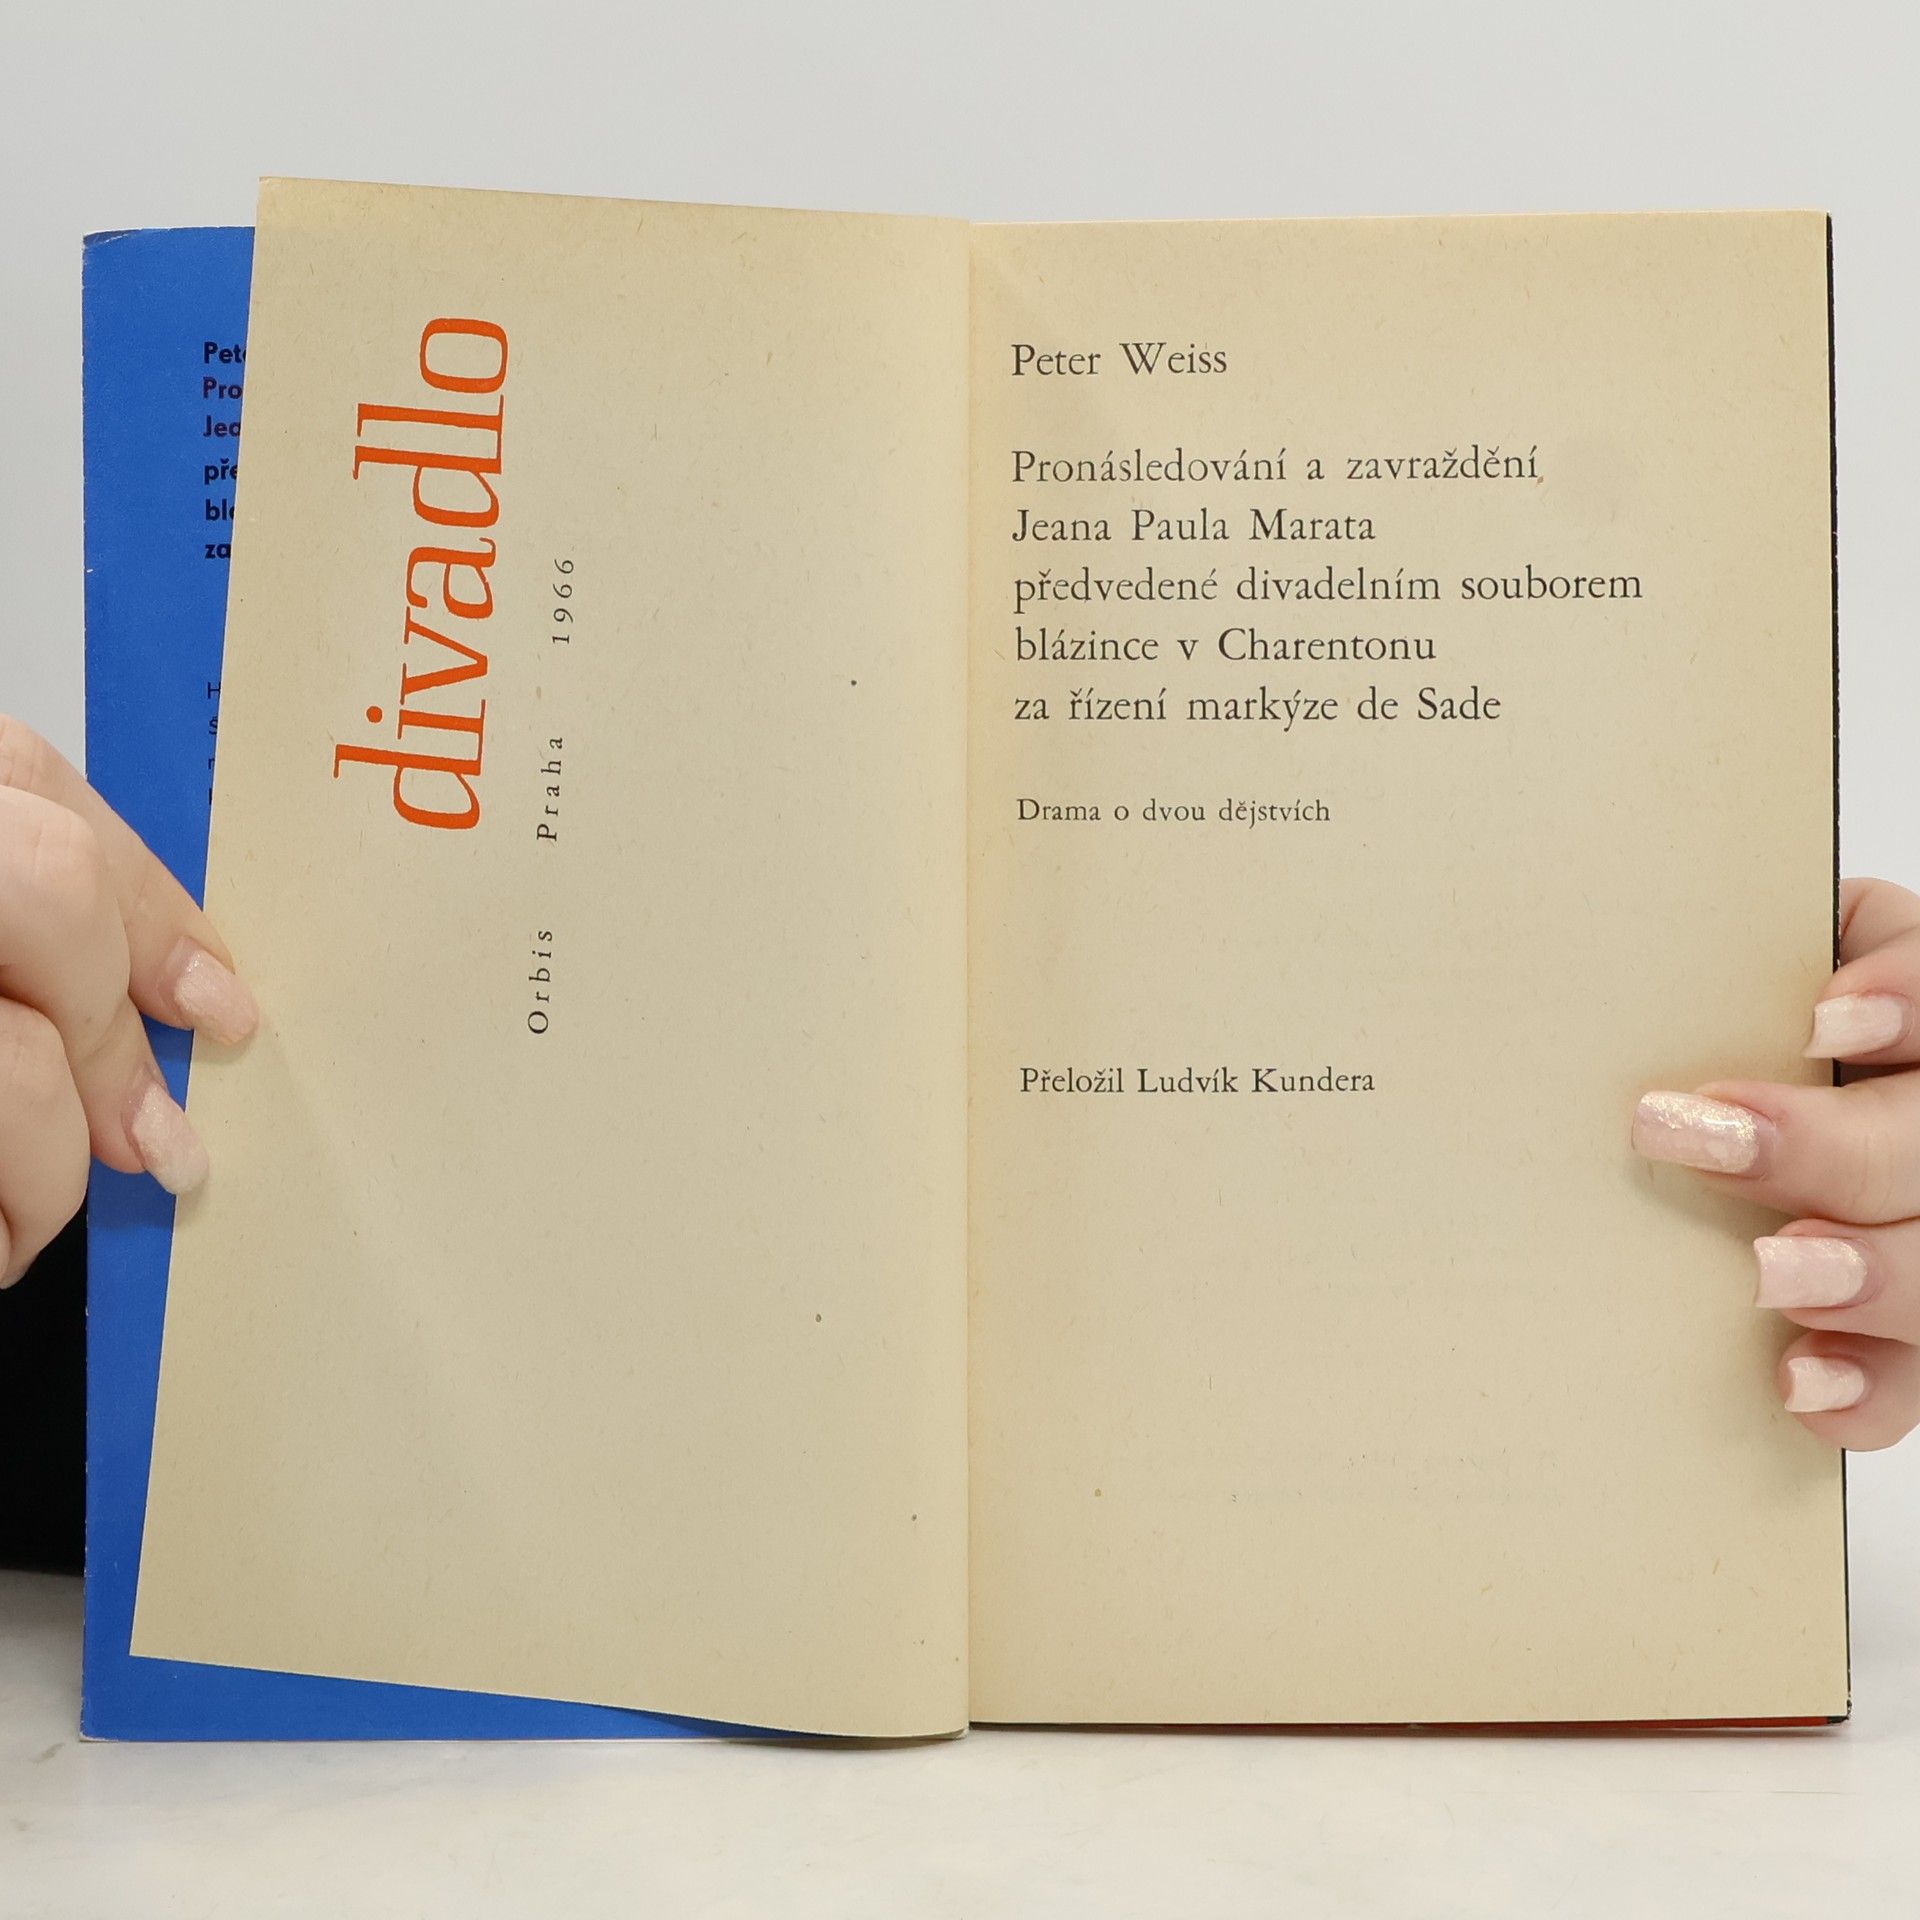 divadlo
Orbis Praha 1966
Peter Weiss
Pronásledování a zavraždění
Jeana Paula Marata
předvedené divadelním souborem
blázince v Charentonu
za řízení markýze de Sade
Drama o dvou dějstvích
Přeložil Ludvík Kundera